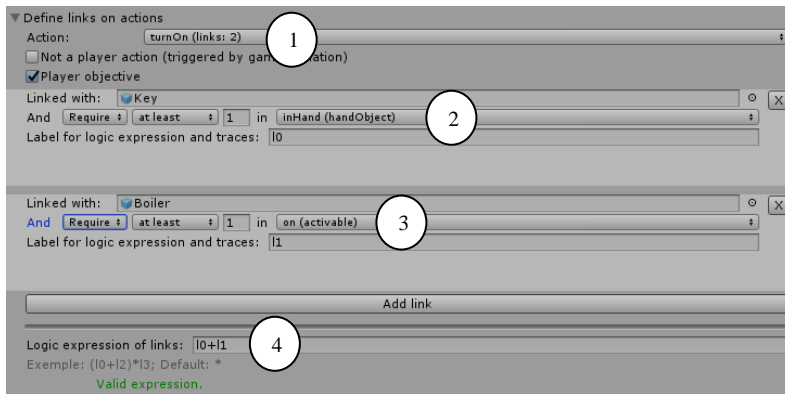 Define links on actions
Action: turnOn (links: 2) 1
Not a player action (triggered by gam ation)
Player objective
Linked with: Key X
And Require at least 1 in inHand (handObject) 2
Label for logic expression and traces: l0
Linked with: Boiler X
And Require at least 1 in on (activable) 3
Label for logic expression and traces: l1
Add link
Logic expression of links: l0+l1 4
Exemple: (l0+l2)*l3; Default: *
Valid expression.